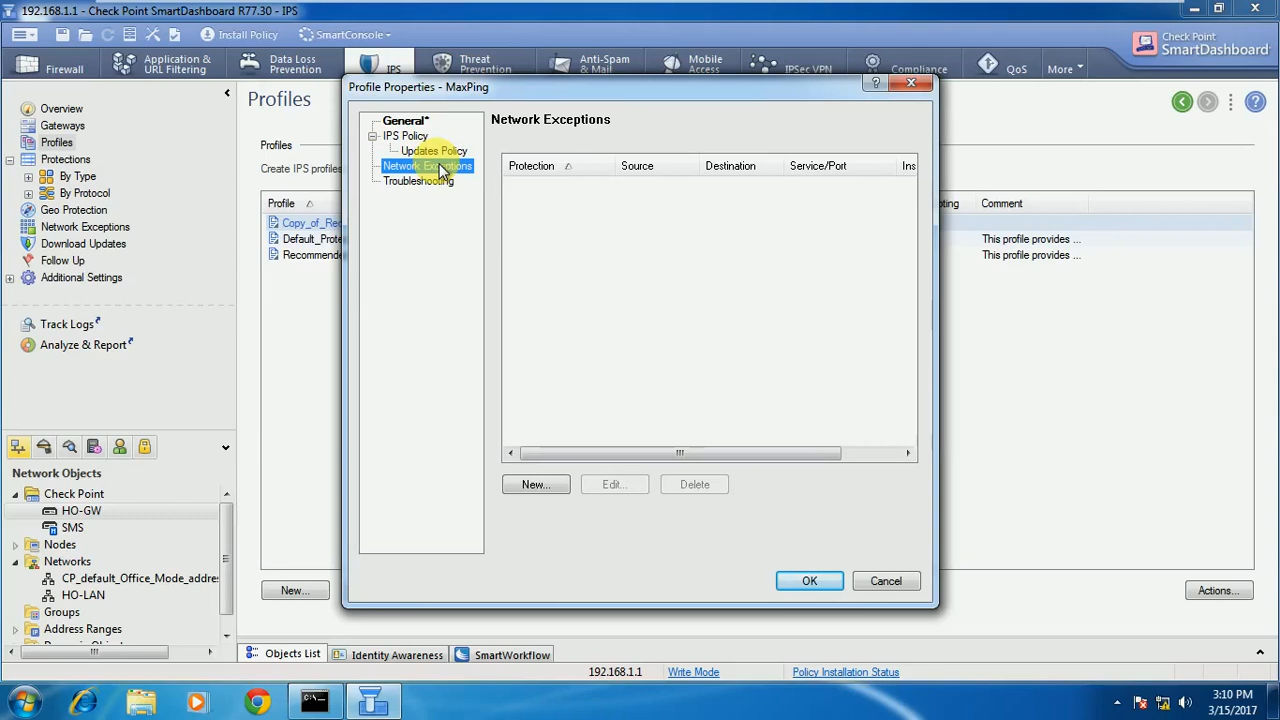 192.168.1.1 - Check Point SmartDashboard R77.30 - IPS
Install Policy
SmartConsole
Check Point
SmartDashboard
Firewall
Application &
URL Filtering
Data Loss
Prevention
IPS
Threat
Prevention
Anti-Spam
& Mail
Mobile
Access
IPSec VPN
Compliance
QoS
More
Overview
Gateways
Profiles
Protections
By Type
By Protocol
Geo Protection
Network Exceptions
Download Updates
Follow Up
Additional Settings
Track Logs
Analyze & Report
Network Objects
Check Point
HO-GW
SMS
Nodes
Networks
CP_default_Office_Mode_addre
HO-LAN
Groups
Address Ranges
Profiles
Profiles
Create IPS profiles
Profile
Copy_of_Rec
Default_Prote
Recommende
New...
Profile Properties - MaxPing
General*
IPS Policy
Updates Policy
Network Exceptions
Troubleshooting
Network Exceptions
Protection
Source
Destination
Service/Port
Ins
New...
Edit...
Delete
OK
Cancel
oting
Comment
This profile provides ...
This profile provides ...
Actions...
Objects List
Identity Awareness
SmartWorkflow
192.168.1.1
Write Mode
Policy Installation Status
3:10 PM
3/15/2017